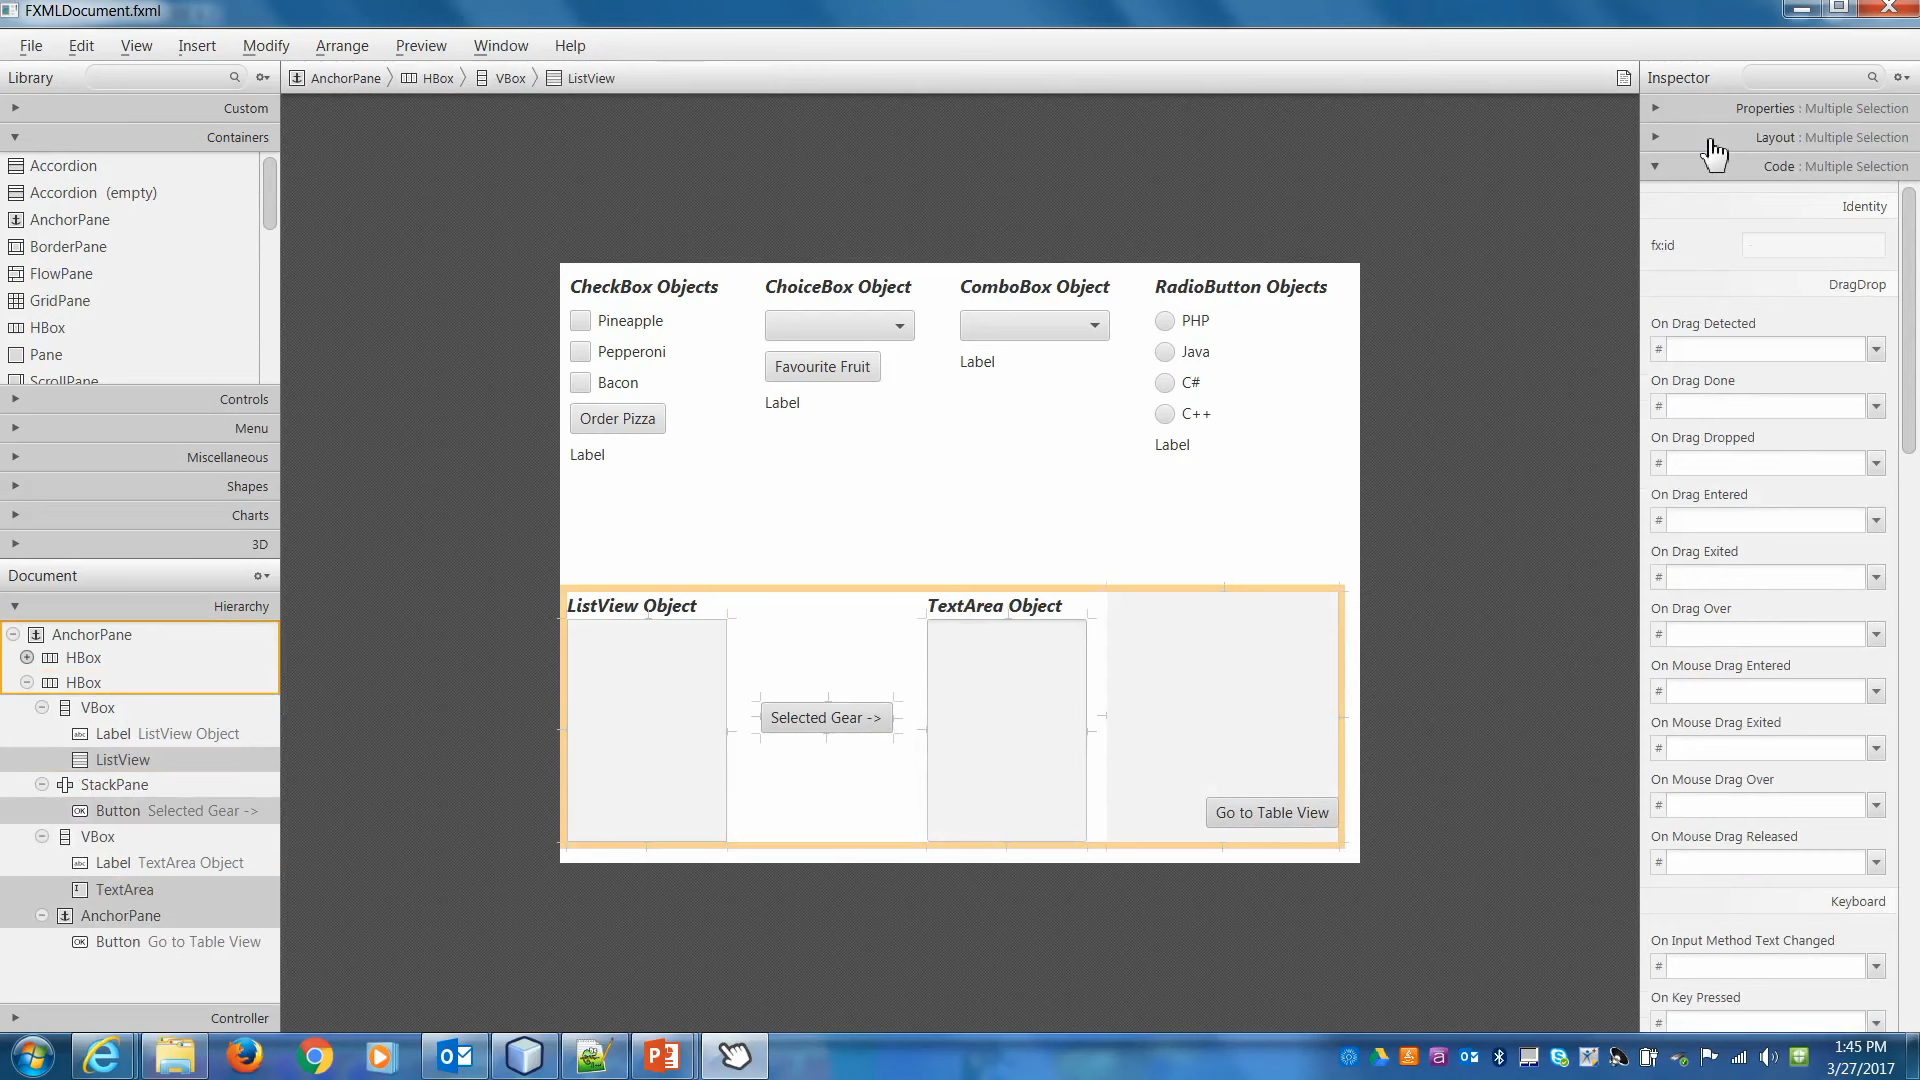 FXMLDocument.fxml
File Edit View Insert Modify Arrange Preview Window Help
Library
AnchorPane HBox VBox ListView
Inspector
Custom
Containers
Accordion
Accordion (empty)
AnchorPane
BorderPane
FlowPane
GridPane
HBox
Pane
ScrollPane
Controls
Menu
Miscellaneous
Shapes
Charts
3D
Document
Hierarchy
AnchorPane
HBox
HBox
VBox
Label ListView Object
ListView
StackPane
Button Selected Gear ->
VBox
Label TextArea Object
TextArea
AnchorPane
Button Go to Table View
Controller
CheckBox Objects
Pineapple
Pepperoni
Bacon
Order Pizza
Label
ChoiceBox Object
Favourite Fruit
Label
ComboBox Object
Label
RadioButton Objects
PHP
Java
C#
C++
Label
ListView Object
Selected Gear ->
TextArea Object
Go to Table View
Properties : Multiple Selection
Layout : Multiple Selection
Code : Multiple Selection
Identity
fx:id
DragDrop
On Drag Detected
#
On Drag Done
#
On Drag Dropped
#
On Drag Entered
#
On Drag Exited
#
On Drag Over
#
On Mouse Drag Entered
#
On Mouse Drag Exited
#
On Mouse Drag Over
#
On Mouse Drag Released
#
Keyboard
On Input Method Text Changed
#
On Key Pressed
#
1:45 PM
3/27/2017